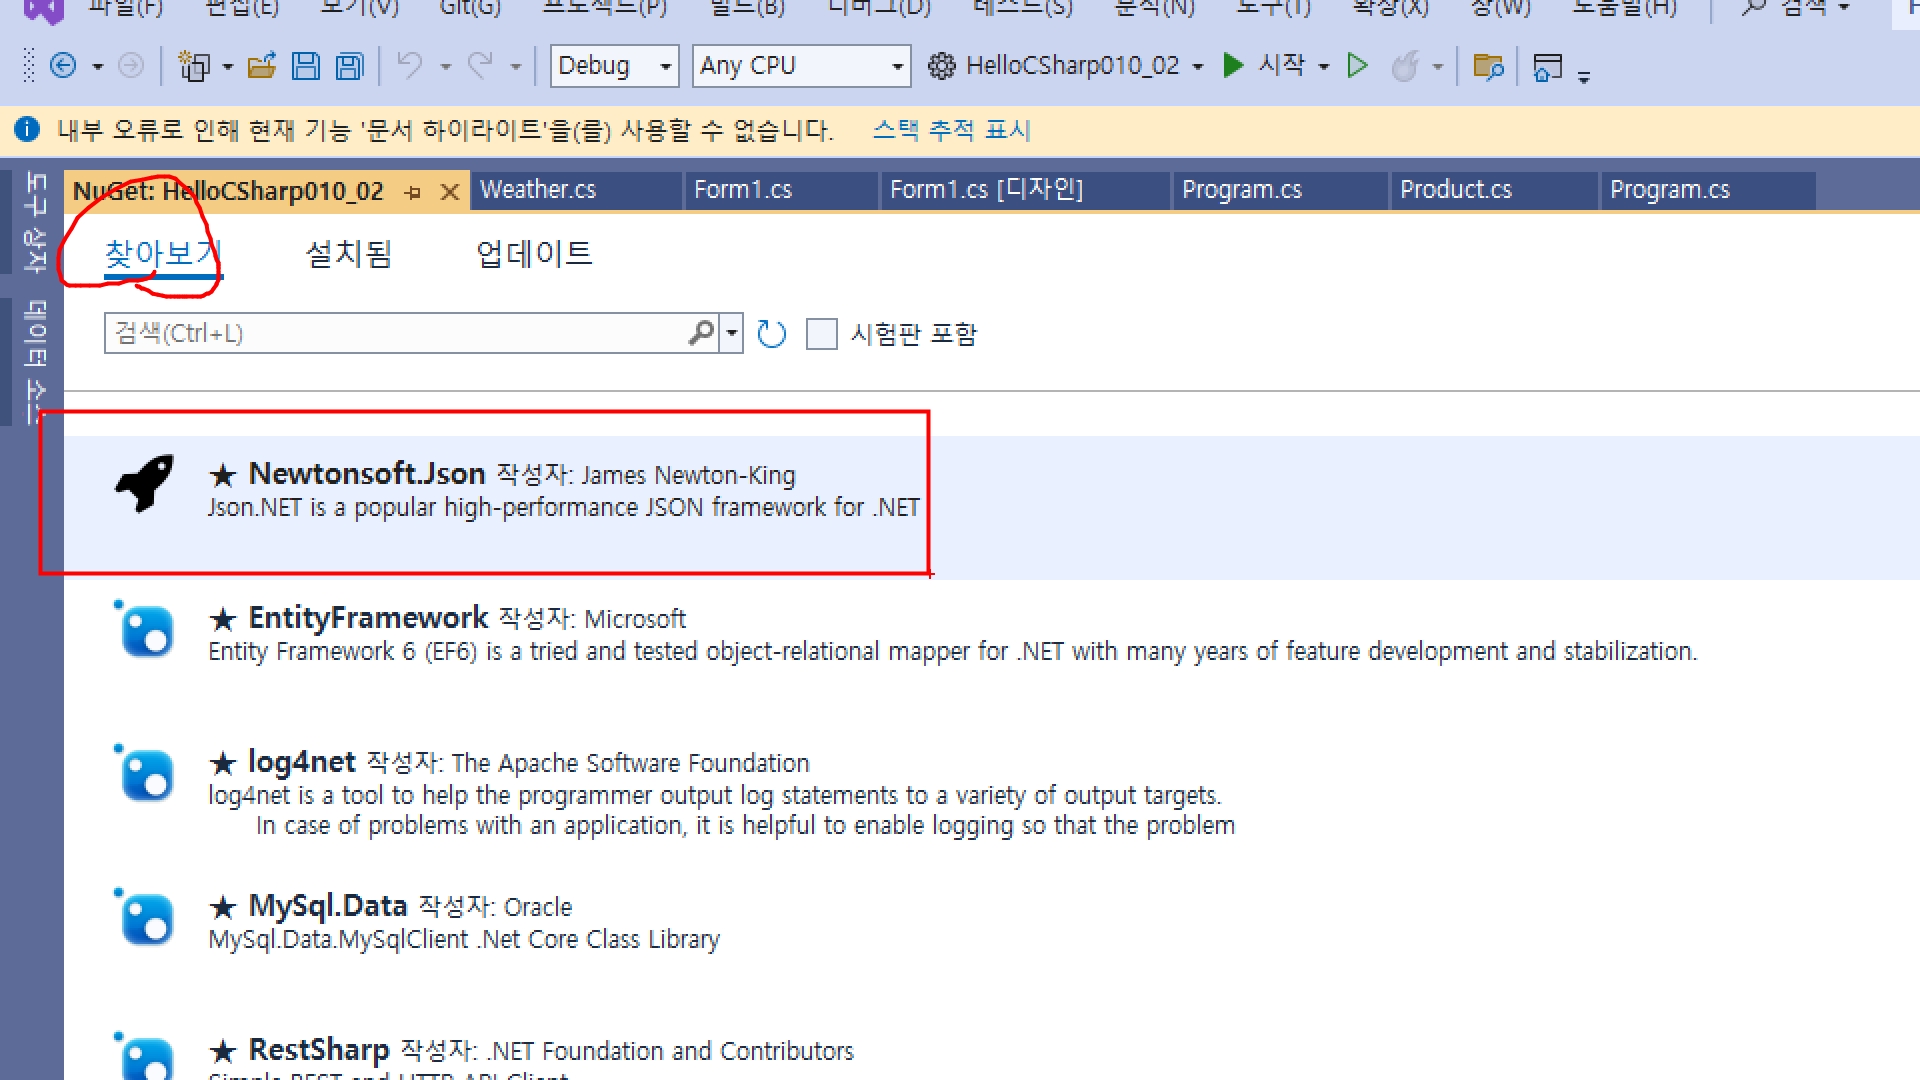 파일(F) 편집(E) 보기(V) Git(G) 프로젝트(P) 빌드(B) 디버그(D) 테스트(S) 분석(N) 도구(T) 확장(X) 창(W) 도움말(H) 검색
Debug Any CPU HelloCSharp010_02 시작
내부 오류로 인해 현재 기능 '문서 하이라이트'을(를) 사용할 수 없습니다. 스택 추적 표시
도구 상자
데이터 소스
NuGet: HelloCSharp010_02 Weather.cs Form1.cs Form1.cs [디자인] Program.cs Product.cs Program.cs
찾아보기 설치됨 업데이트
검색(Ctrl+L) 시험판 포함
★ Newtonsoft.Json 작성자: James Newton-King
Json.NET is a popular high-performance JSON framework for .NET
★ EntityFramework 작성자: Microsoft
Entity Framework 6 (EF6) is a tried and tested object-relational mapper for .NET with many years of feature development and stabilization.
★ log4net 작성자: The Apache Software Foundation
log4net is a tool to help the programmer output log statements to a variety of output targets.
In case of problems with an application, it is helpful to enable logging so that the problem
★ MySql.Data 작성자: Oracle
MySql.Data.MySqlClient .Net Core Class Library
★ RestSharp 작성자: .NET Foundation and Contributors
Simple REST and HTTP API Client